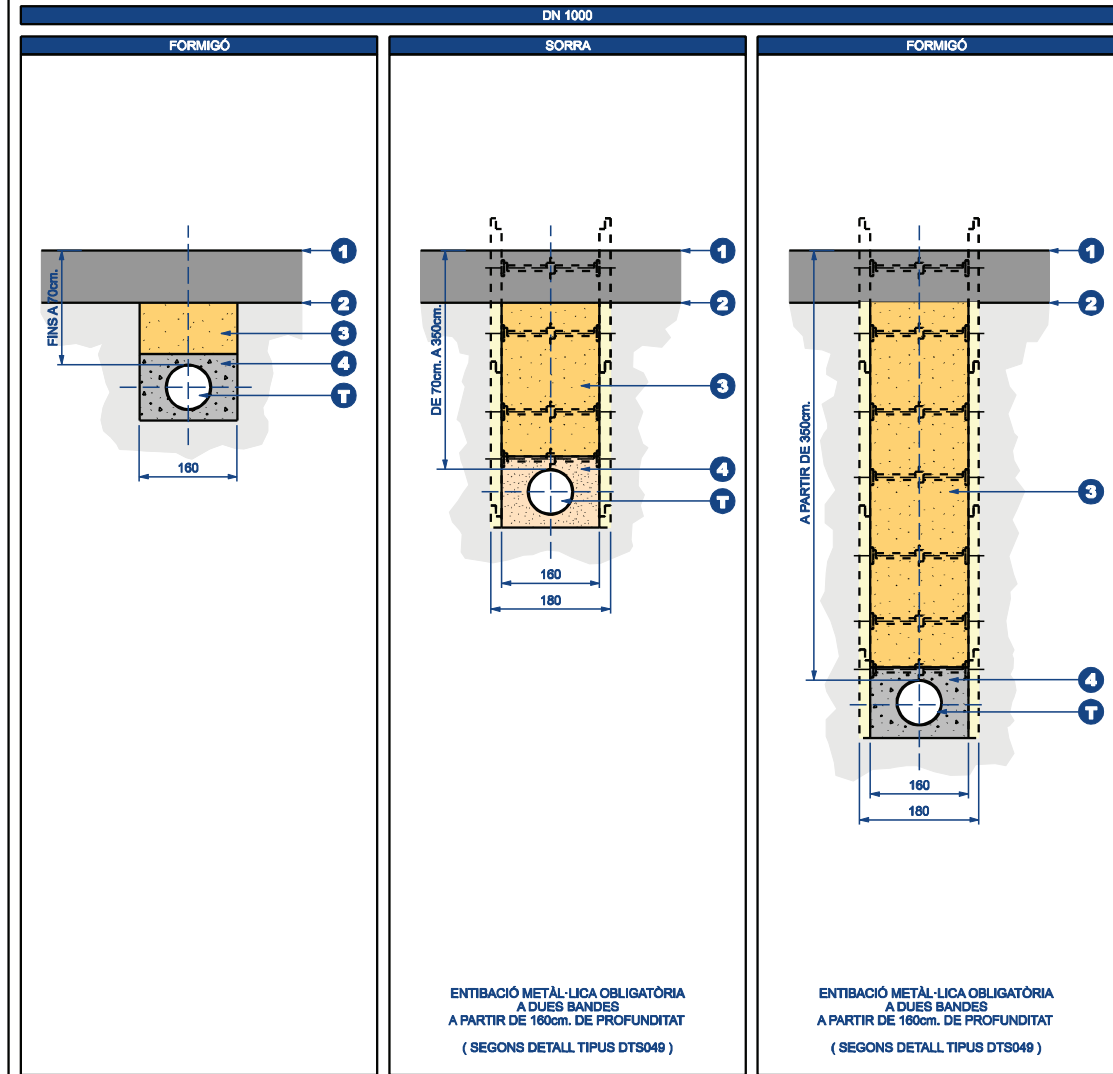 DN 1000
FORMIGÓ
FINS A 70cm.
1
2
3
4
T
160
SORRA
DE 70cm. A 350cm.
1
2
3
4
T
160
180
ENTIBACIÓ METÀL·LICA OBLIGATÒRIA
A DUES BANDES
A PARTIR DE 160cm. DE PROFUNDITAT
( SEGONS DETALL TIPUS DTS049 )
FORMIGÓ
A PARTIR DE 350cm.
1
2
3
4
T
160
180
ENTIBACIÓ METÀL·LICA OBLIGATÒRIA
A DUES BANDES
A PARTIR DE 160cm. DE PROFUNDITAT
( SEGONS DETALL TIPUS DTS049 )